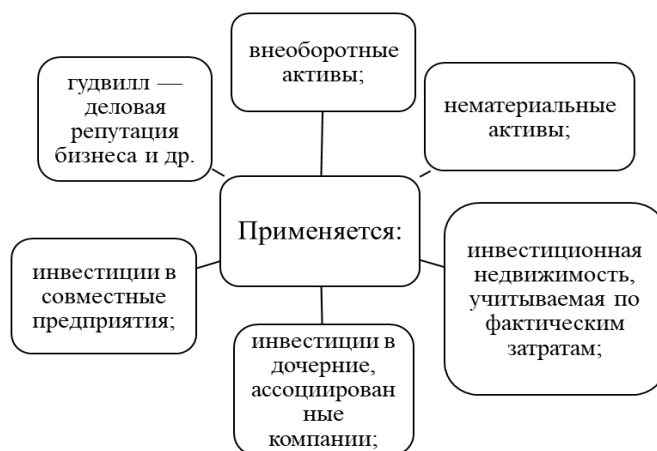 Применяется:
внеоборотные
активы;
нематериальные
активы;
инвестиционная
недвижимость,
учитываемая по
фактическим
затратам;
инвестиции в
дочерние,
ассоциирован
ные
компании;
инвестиции в
совместные
предприятия;
гудвилл —
деловая
репутация
бизнеса и др.